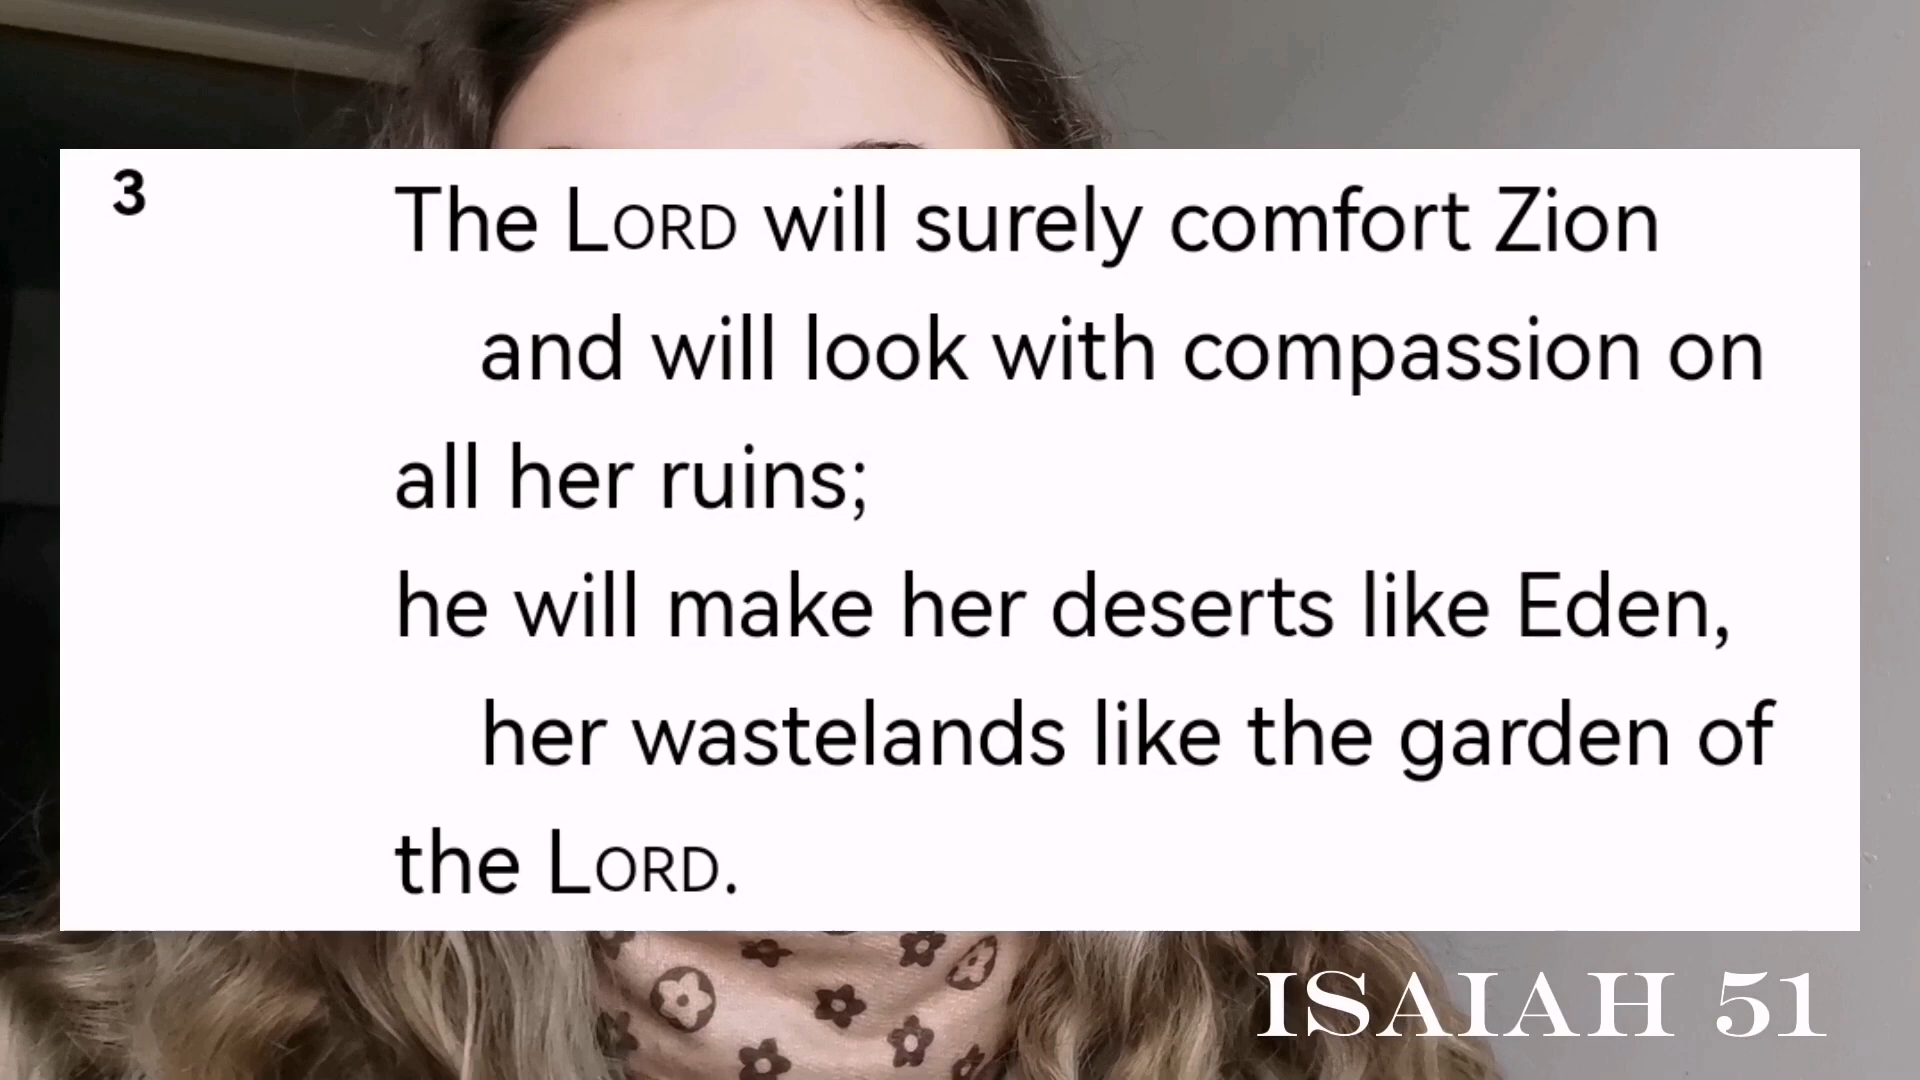 3 The LORD will surely comfort Zion
and will look with compassion on
all her ruins;
he will make her deserts like Eden,
her wastelands like the garden of
the LORD.
ISAIAH 51